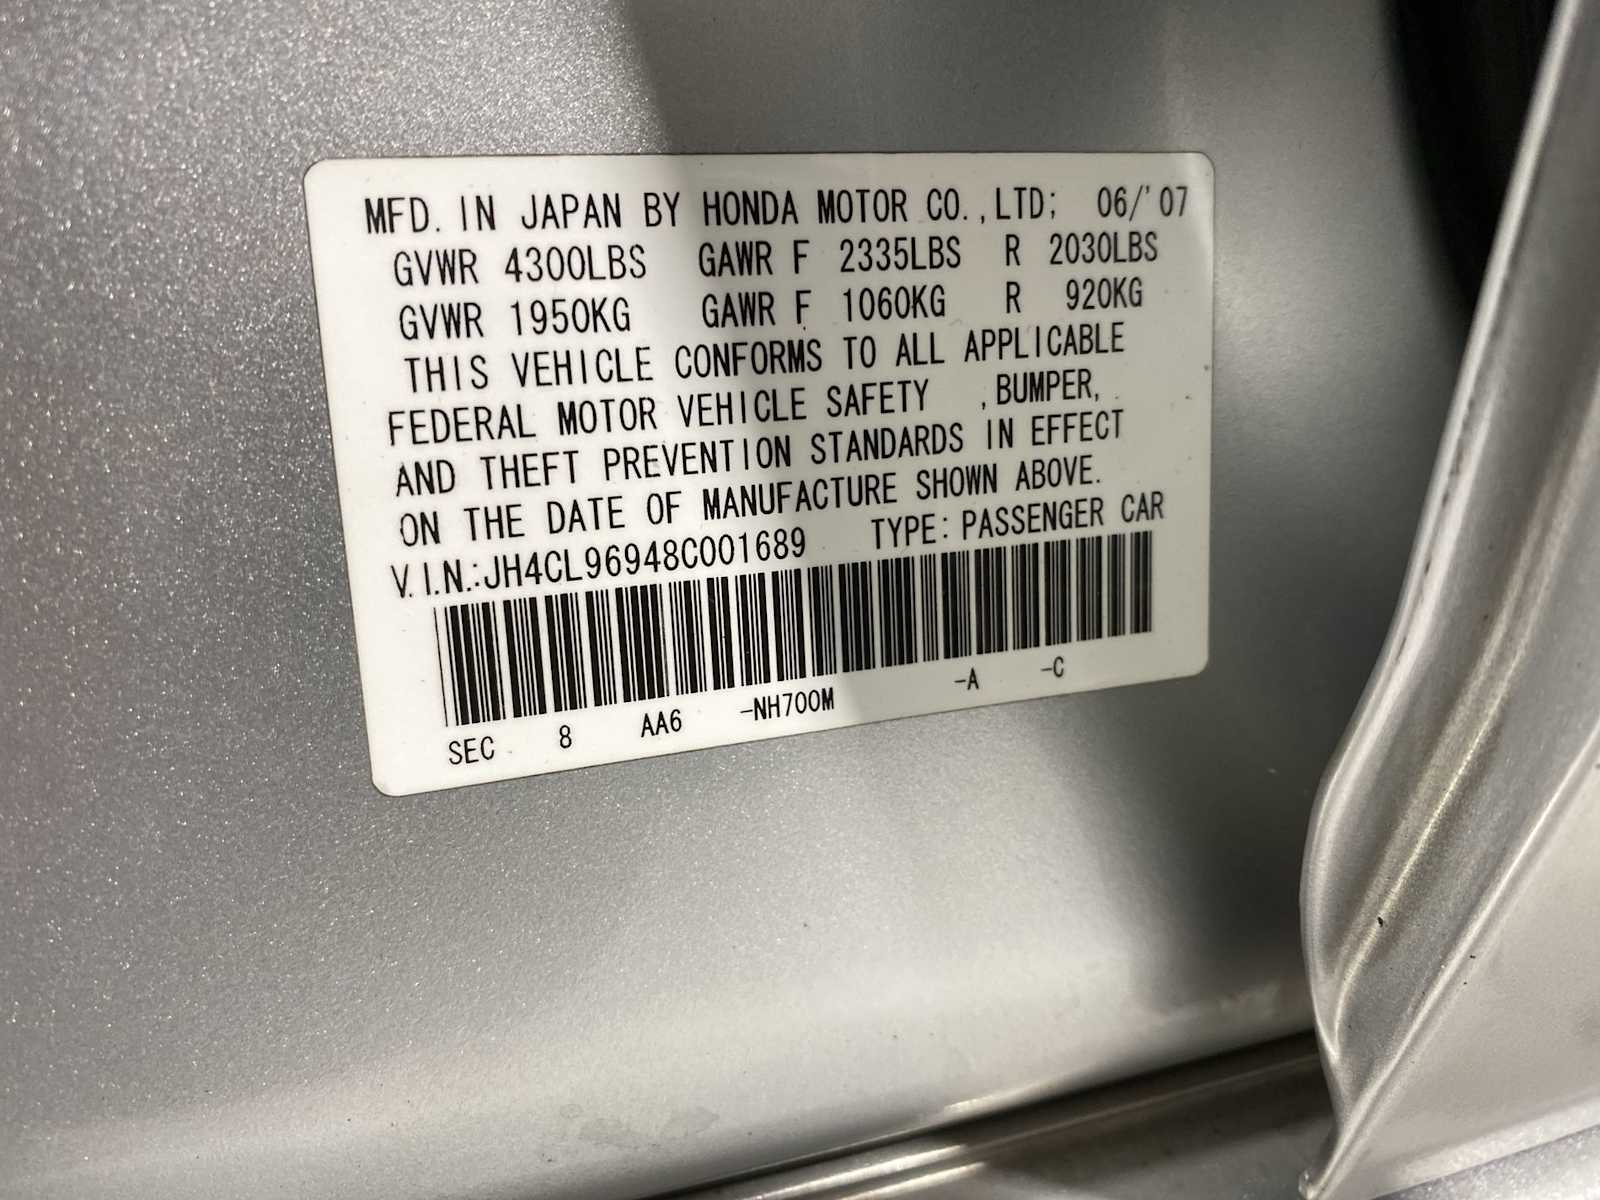 MFD. IN JAPAN BY HONDA MOTOR CO.,LTD; 06/'07
GVWR 4300LBS GAWR F 2335LBS R 2030LBS
GVWR 1950KG GAWR F 1060KG R 920KG
THIS VEHICLE CONFORMS TO ALL APPLICABLE
FEDERAL MOTOR VEHICLE SAFETY ,BUMPER,
AND THEFT PREVENTION STANDARDS IN EFFECT
ON THE DATE OF MANUFACTURE SHOWN ABOVE.
V.I.N.:JH4CL96948C001689 TYPE:PASSENGER CAR
SEC 8 AA6 -NH700M -A -C